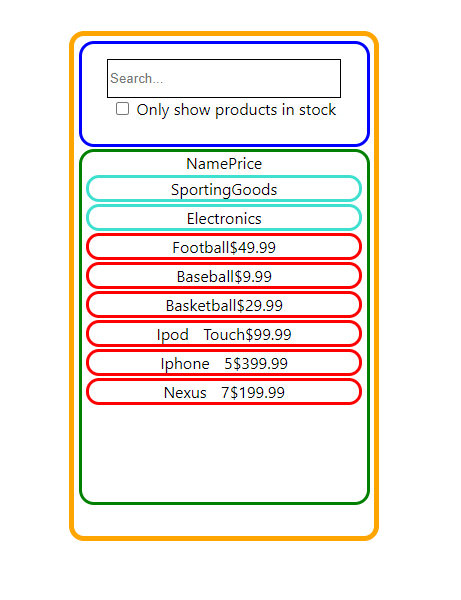 Search...
Only show products in stock
NamePrice
SportingGoods
Electronics
Football$49.99
Baseball$9.99
Basketball$29.99
Ipod Touch$99.99
Iphone 5$399.99
Nexus 7$199.99